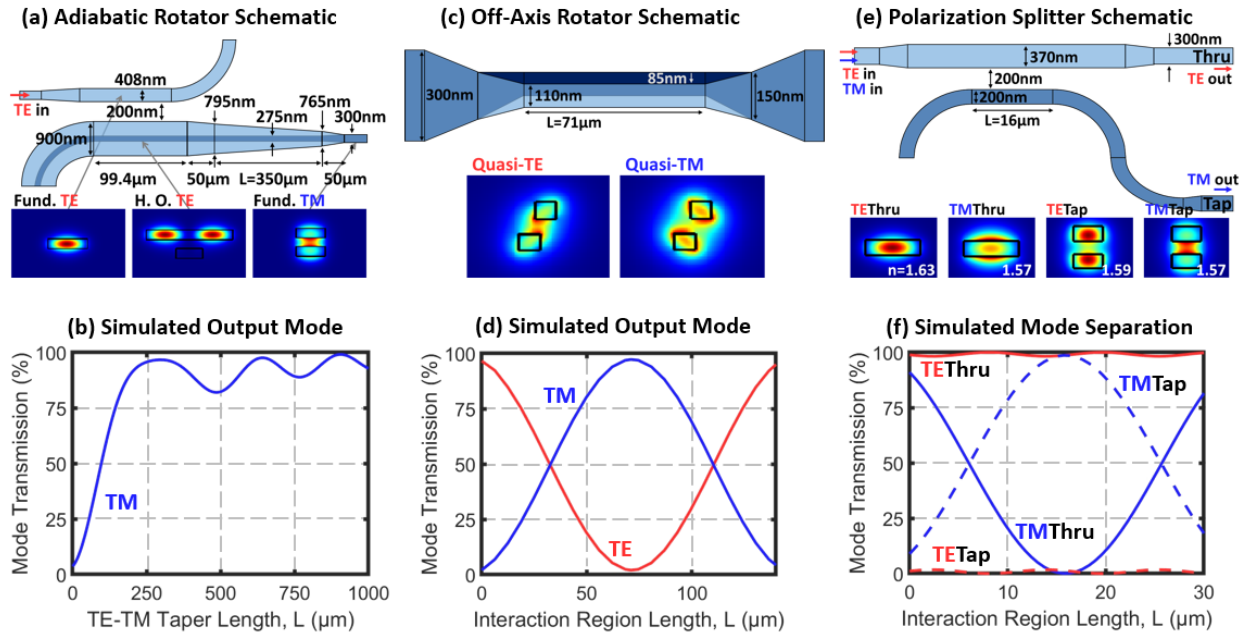 (a) Adiabatic Rotator Schematic
408nm
TE in
200nm
900nm
795nm
275nm
765nm
300nm
99.4μm
50μm
L=350μm
50μm
Fund. TE
H. O. TE
Fund. TM
(b) Simulated Output Mode
Mode Transmission (%)
100
75
50
25
0
TM
0 250 500 750 1000
TE-TM Taper Length, L (μm)
(c) Off-Axis Rotator Schematic
300nm
85nm
110nm
150nm
L=71μm
Quasi-TE
Quasi-TM
(d) Simulated Output Mode
Mode Transmission (%)
100
75
50
25
0
TM
TE
0 50 100
Interaction Region Length, L (μm)
(e) Polarization Splitter Schematic
300nm
370nm
Thru
TE in
TM in
TE out
200nm
200nm
L=16μm
TM out
Tap
TEThru
TMThru
TETap
TMTap
n=1.63
1.57
1.59
1.57
(f) Simulated Mode Separation
Mode Transmission (%)
100
75
50
25
0
TEThru
TMTap
TMThru
TETap
0 10 20 30
Interaction Region Length, L (μm)